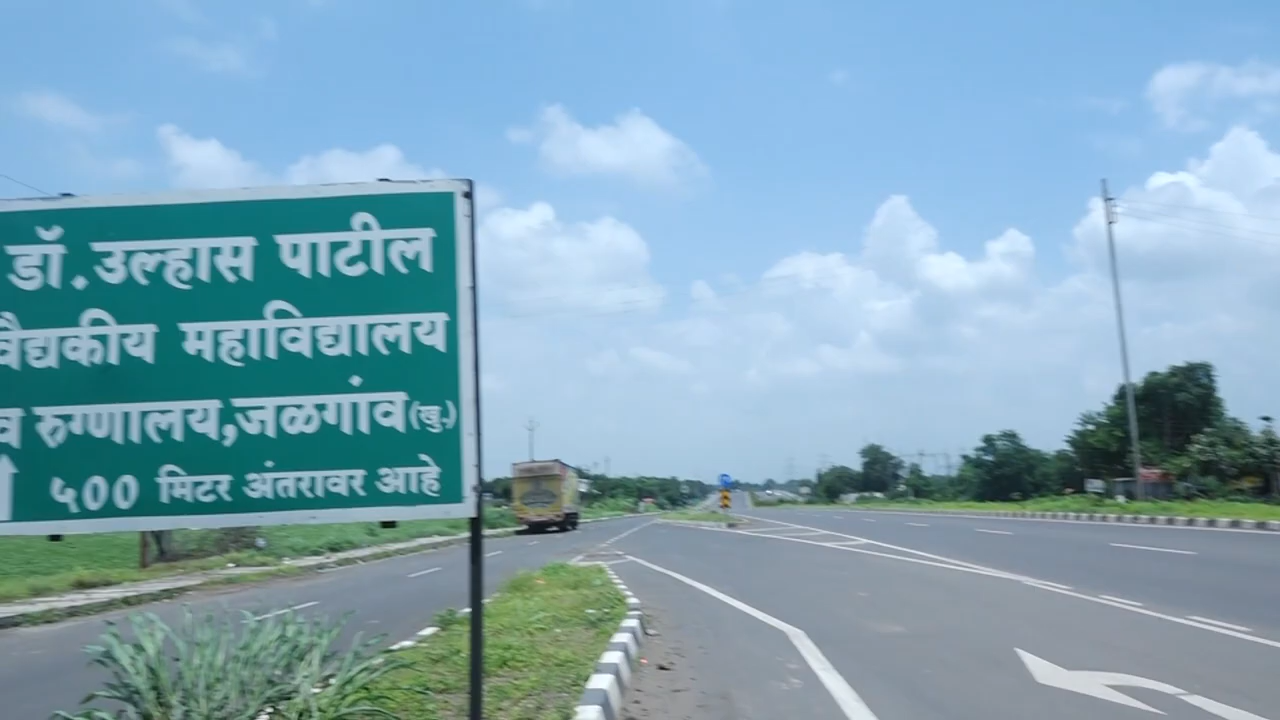 डॉ. उल्हास पाटील
वैद्यकीय महाविद्यालय
व रुग्णालय, जळगांव (खु.)
५०० मिटर अंतरावर आहे